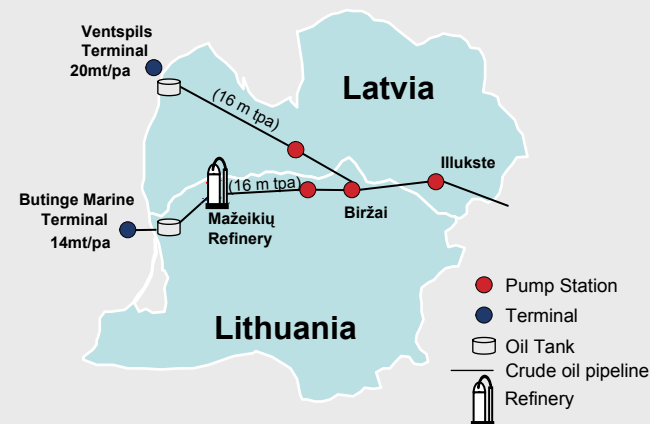 Ventspils
Terminal
20mt/pa
Latvia
(16 m tpa)
Illukste
(16 m tpa)
Butinge Marine
Terminal
14mt/pa
Mažeikių
Refinery
Biržai
Lithuania
Pump Station
Terminal
Oil Tank
Crude oil pipeline
Refinery